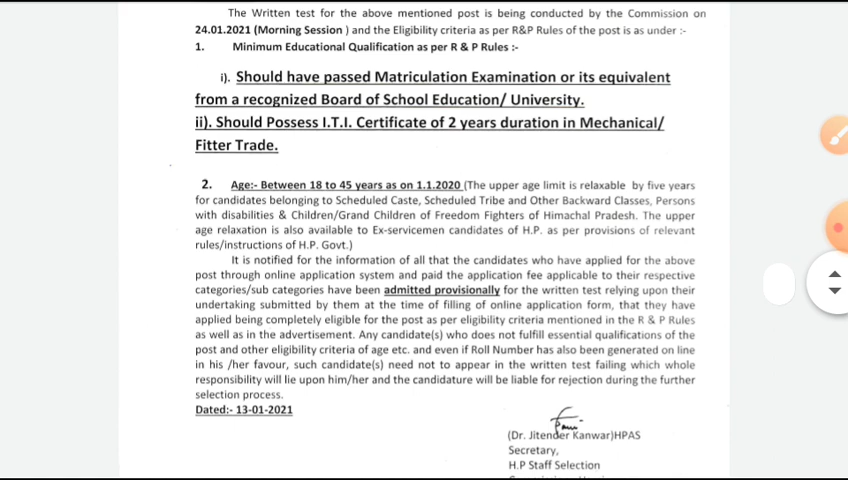 The Written test for the above mentioned post is being conducted by the Commission on
24.01.2021 (Morning Session ) and the Eligibility criteria as per R&P Rules of the post is as under :-
1. Minimum Educational Qualification as per R & P Rules :-
i). Should have passed Matriculation Examination or its equivalent
from a recognized Board of School Education/ University.
ii). Should Possess I.T.I. Certificate of 2 years duration in Mechanical/
Fitter Trade.
2. Age:- Between 18 to 45 years as on 1.1.2020 (The upper age limit is relaxable by five years
for candidates belonging to Scheduled Caste, Scheduled Tribe and Other Backward Classes, Persons
with disabilities & Children/Grand Children of Freedom Fighters of Himachal Pradesh. The upper
age relaxation is also available to Ex-servicemen candidates of H.P. as per provisions of relevant
rules/instructions of H.P. Govt.)
It is notified for the information of all that the candidates who have applied for the above
post through online application system and paid the application fee applicable to their respective
categories/sub categories have been admitted provisionally for the written test relying upon their
undertaking submitted by them at the time of filling of online application form, that they have
applied being completely eligible for the post as per eligibility criteria mentioned in the R & P Rules
as well as in the advertisement. Any candidate(s) who does not fulfill essential qualifications of the
post and other eligibility criteria of age etc. and even if Roll Number has also been generated on line
in his /her favour, such candidate(s) need not to appear in the written test failing which whole
responsibility will lie upon him/her and the candidature will be liable for rejection during the further
selection process.
Dated:- 13-01-2021
(Dr. Jitender Kanwar)HPAS
Secretary,
H.P Staff Selection